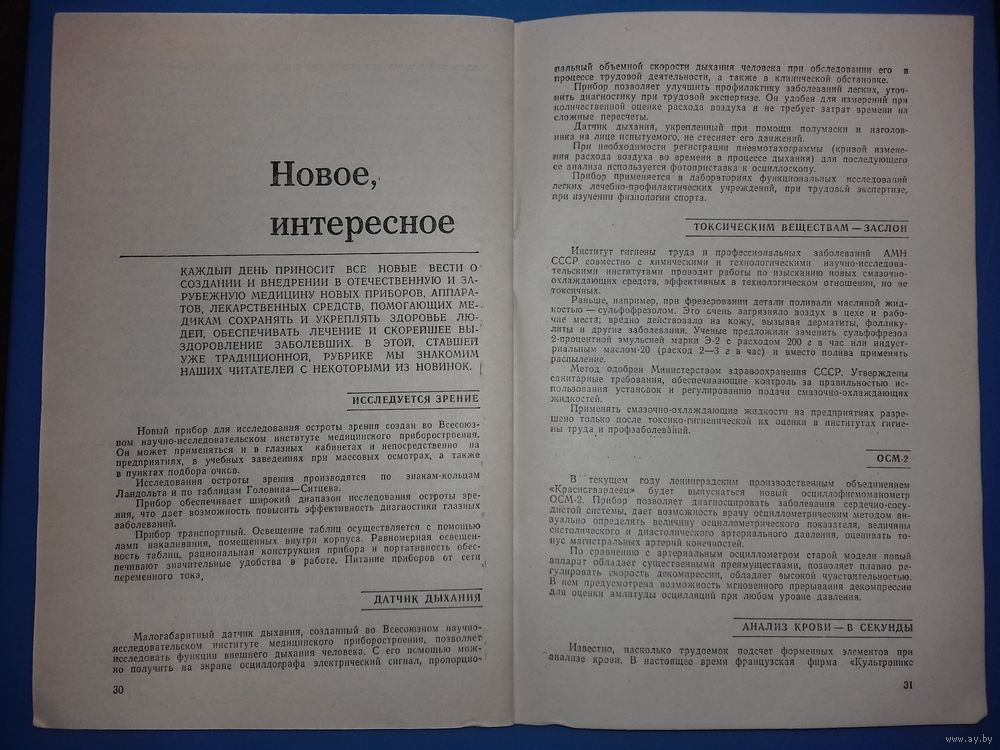 Новое,
интересное
КАЖДЫЙ ДЕНЬ ПРИНОСИТ ВСЕ НОВЫЕ ВЕСТИ О
СОЗДАНИИ И ВНЕДРЕНИИ В ОТЕЧЕСТВЕННУЮ И ЗА-
РУБЕЖНУЮ МЕДИЦИНУ НОВЫХ ПРИБОРОВ, АППАРА-
ТОВ, ЛЕКАРСТВЕННЫХ СРЕДСТВ, ПОМОГАЮЩИХ МЕ-
ДИКАМ СОХРАНЯТЬ И УКРЕПЛЯТЬ ЗДОРОВЬЕ ЛЮ-
ДЕЙ, ОБЕСПЕЧИВАТЬ ЛЕЧЕНИЕ И СКОРЕЙШЕЕ ВЫ-
ЗДОРОВЛЕНИЕ ЗАБОЛЕВШИХ. В ЭТОЙ, СТАВШЕЙ
УЖЕ ТРАДИЦИОННОЙ, РУБРИКЕ МЫ ЗНАКОМИМ
НАШИХ ЧИТАТЕЛЕЙ С НЕКОТОРЫМИ ИЗ НОВИНОК.
ИССЛЕДУЕТСЯ ЗРЕНИЕ
Новый прибор для исследования остроты зрения создан во Всесоюз-
ном научно-исследовательском институте медицинского приборостроения.
Он может применяться и в глазных кабинетах и непосредственно на
предприятиях, в учебных заведениях при массовых осмотрах, а также
в пунктах подбора очков.
Исследования остроты зрения производятся по знакам-кольцам
Ландольта и по таблицам Головина—Ситцева.
Прибор обеспечивает широкий диапазон исследования остроты зре-
ния, что дает возможность повысить эффективность диагностики глазных
заболеваний.
Прибор транспортный. Освещение таблиц осуществляется с помощью
ламп накаливания, помещенных внутри корпуса. Равномерная освещен-
ность таблиц, рациональная конструкция прибора и портативность обес-
печивают значительные удобства в работе. Питание приборов от сети
переменного тока.
ДАТЧИК ДЫХАНИЯ
Малогабаритный датчик дыхания, созданный во Всесоюзном научно-
исследовательском институте медицинского приборостроения, позволяет
исследовать функции внешнего дыхания человека. С его помощью мож-
но получить на экране осциллографа электрический сигнал, пропорцио-
30
нальный объемной скорости дыхания человека при обследовании его в
процессе трудовой деятельности, а также в клинической обстановке.
Прибор позволяет улучшить профилактику заболеваний легких, уточ-
нить диагностику при трудовой экспертизе. Он удобен для измерений при
количественной оценке расхода воздуха и не требует затрат времени на
сложные пересчеты.
Датчик дыхания, укрепленный при помощи полумаски и наголов-
ника на лице испытуемого, не стесняет его движений.
При необходимости регистрации пневмотахограммы (кривой измене-
ния расхода воздуха во времени в процессе дыхания) для последующего
ее анализа используется фотоприставка к осциллоскопу.
Прибор применяется в лабораториях функциональных исследований
легких лечебно-профилактических учреждений, при трудовой экспертизе,
при изучении физиологии спорта.
ТОКСИЧЕСКИМ ВЕЩЕСТВАМ — ЗАСЛОН
Институт гигиены труда и профессиональных заболеваний АМН
СССР совместно с химическими и технологическими научно-исследова-
тельскими институтами проводит работы по изысканию новых смазочно-
охлаждающих средств, эффективных в технологическом отношении, но не
токсичных.
Раньше, например, при фрезеровании детали поливали масляной жид-
костью — сульфофрезолом. Это очень загрязняло воздух в цехе и рабо-
чие места, вредно действовало на кожу, вызывая дерматиты, фоллику-
литы и другие заболевания. Ученые предложили заменить сульфофрезол
2-процентной эмульсией марки Э-2 с расходом 200 г в час или индуст-
риальным маслом-20 (расход 2—3 г в час) и вместо полива применять
распыление.
Метод одобрен Министерством здравоохранения СССР. Утверждены
санитарные требования, обеспечивающие контроль за правильностью ис-
пользования установок и регулированию подачи смазочно-охлаждающих
жидкостей.
Применять смазочно-охлаждающие жидкости на предприятиях разре-
шено только после токсико-гигиенической их оценки в институтах гигие-
ны труда и профзаболеваний.
ОСМ-2
В текущем году ленинградским производственным объединением
«Красногвардеец» будет выпускаться новый осциллосфигмоманометр
ОСМ-2. Прибор позволяет диагносцировать заболевания сердечно-сосу-
дистой системы, дает возможность врачу осциллометрическим методом ви-
зуально определять величину осциллометрического показателя, величины
систолического и диастолического артериального давления, оценивать то-
нус магистральных артерий конечностей.
По сравнению с артериальным осциллометром старой модели новый
аппарат обладает существенными преимуществами, позволяет плавно ре-
гулировать скорость декомпрессии, обладает высокой чувствительностью.
В нем предусмотрена возможность мгновенного прерывания декомпрессии
для оценки амлитуды осцилляций при любом уровне давления.
АНАЛИЗ КРОВИ — В СЕКУНДЫ
Известно, насколько трудоемок подсчет форменных элементов при
анализе крови. В настоящее время французская фирма «Культроникс
31
www.ay.by